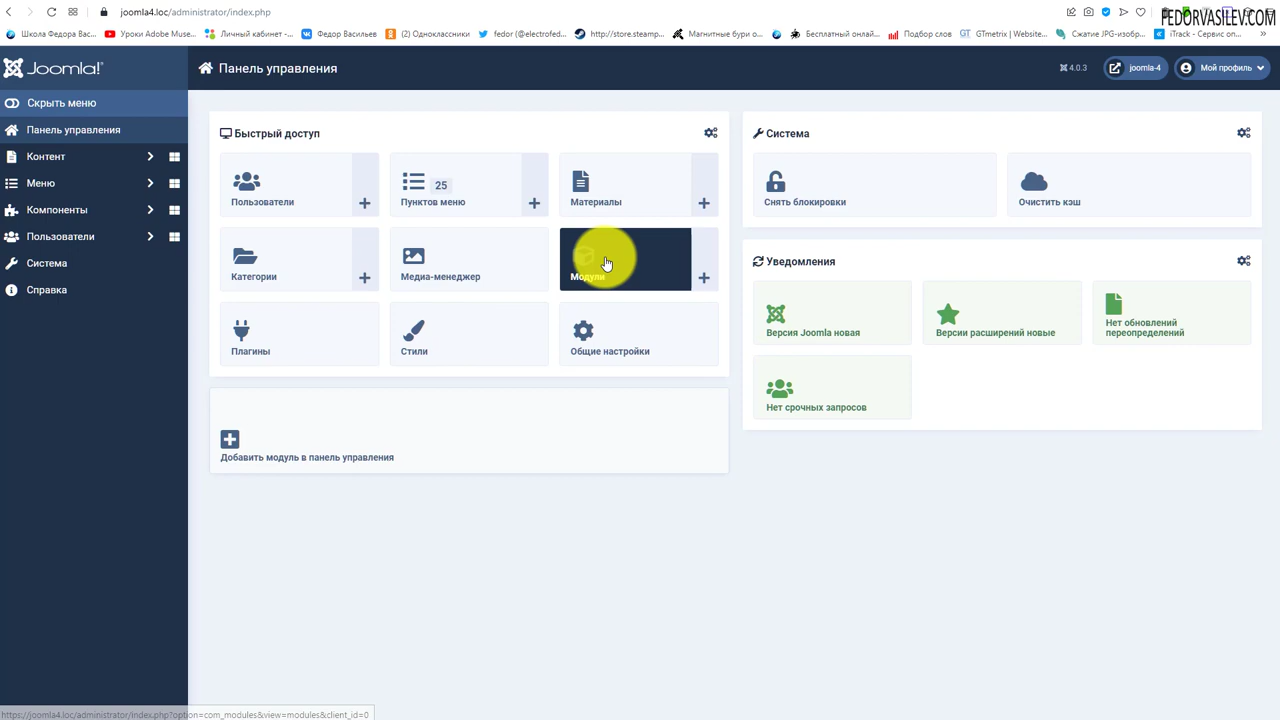 joomla4.loc/administrator/index.php
FEDORVASILEV.COM
Школа Федора Вас...
Уроки Adobe Muse...
Личный кабинет -...
Федор Васильев
(2) Одноклассники
fedor (@electrofed...
http://store.steamp...
Магнитные бури о...
Бесплатный онлай...
Подбор слов
GTmetrix | Website...
Сжатие JPG-изобр...
iTrack - Сервис оп...
»
Joomla!
Панель управления
4.0.3
joomla-4
Мой профиль
Скрыть меню
Панель управления
Контент
Меню
Компоненты
Пользователи
Система
Справка
Быстрый доступ
Пользователи
25
Пунктов меню
Материалы
Категории
Медиа-менеджер
Модули
Плагины
Стили
Общие настройки
Добавить модуль в панель управления
Система
Снять блокировки
Очистить кэш
Уведомления
Версия Joomla новая
Версии расширений новые
Нет обновлений
переопределений
Нет срочных запросов
https://joomla4.loc/administrator/index.php?option=com_modules&view=modules&client_id=0